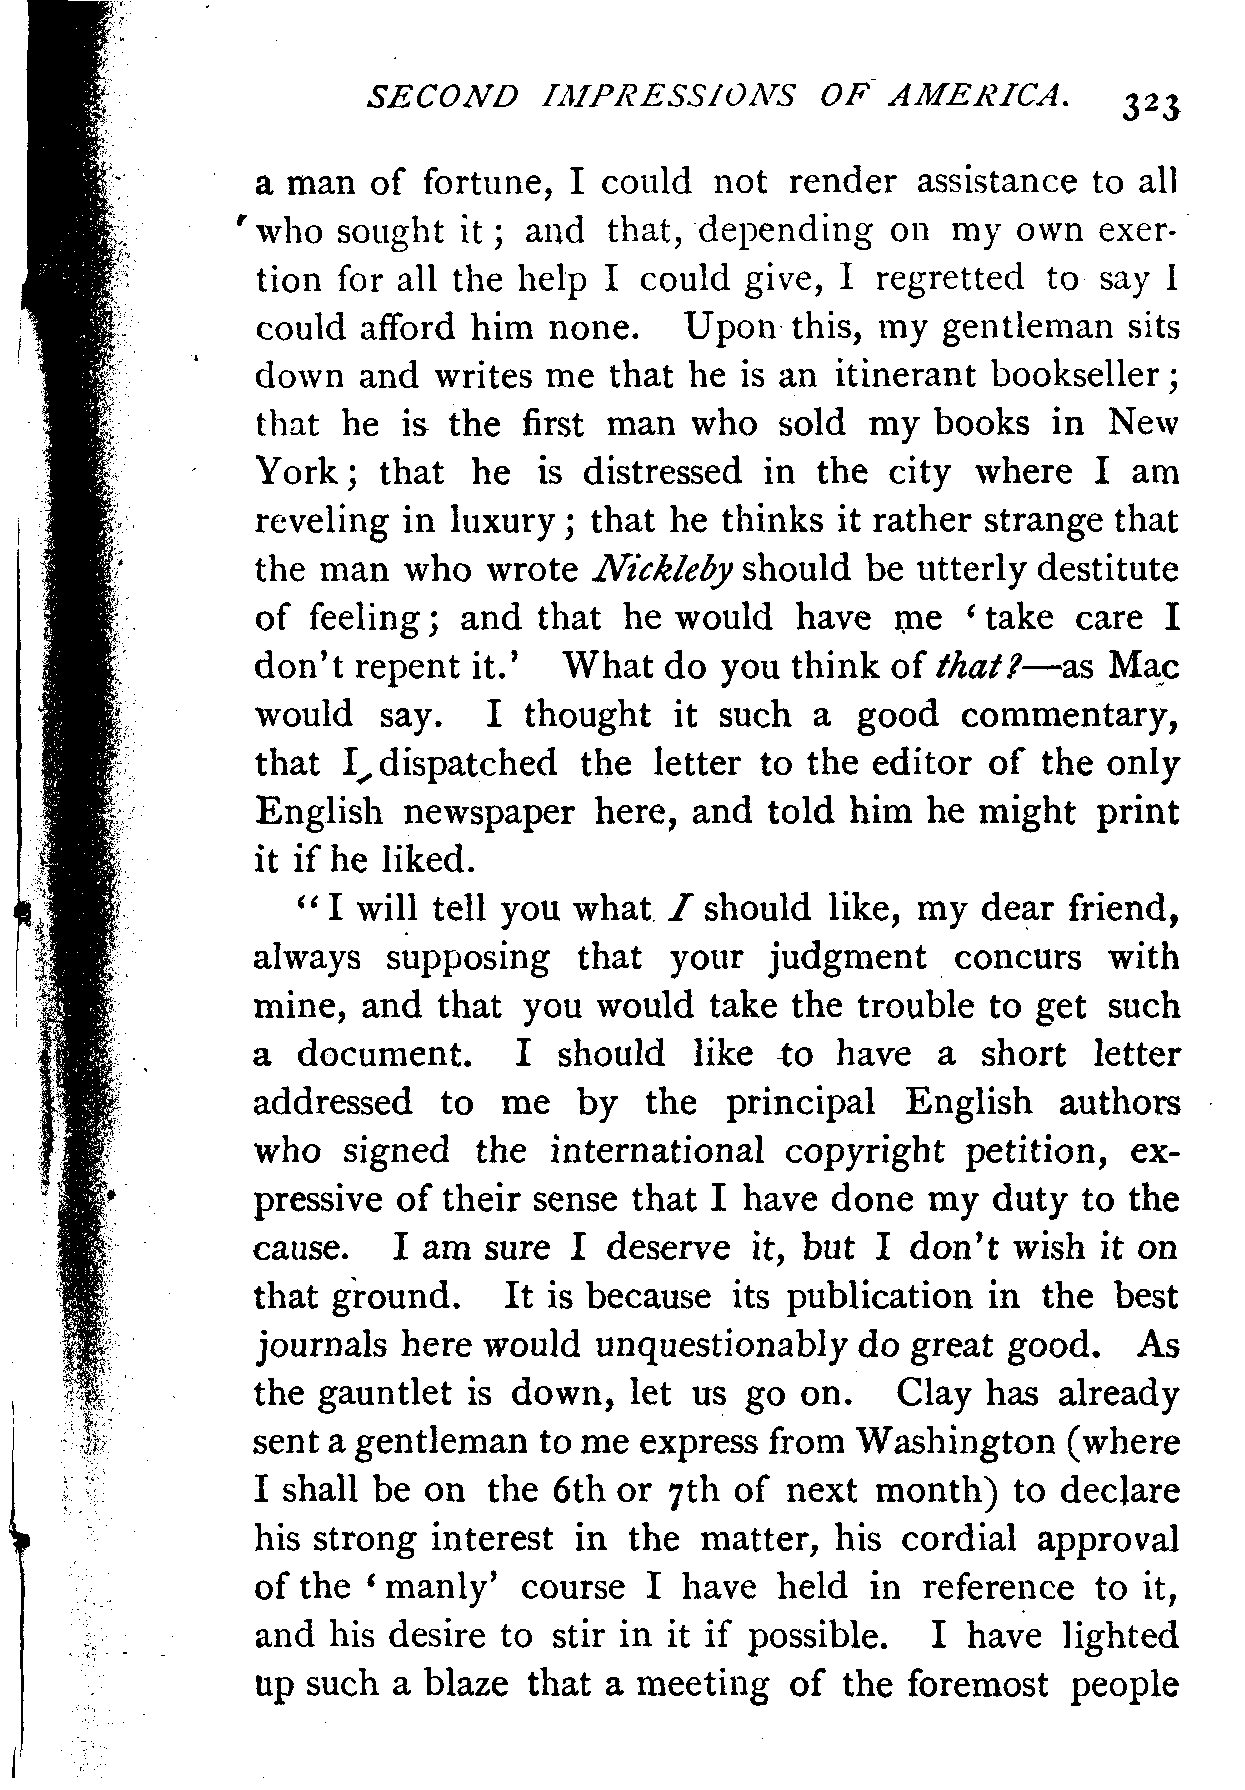 SECOND IMPRESSIONS OF AMERICA. 323
a man of fortune, I could not render assistance to all
who sought it; and that, depending on my own exer-
tion for all the help I could give, I regretted to say I
could afford him none. Upon this, my gentleman sits
down and writes me that he is an itinerant bookseller;
that he is the first man who sold my books in New
York; that he is distressed in the city where I am
reveling in luxury; that he thinks it rather strange that
the man who wrote Nickleby should be utterly destitute
of feeling; and that he would have me ‘take care I
don't repent it.’ What do you think of that?—as Mac
would say. I thought it such a good commentary,
that I dispatched the letter to the editor of the only
English newspaper here, and told him he might print
it if he liked.
“I will tell you what I should like, my dear friend,
always supposing that your judgment concurs with
mine, and that you would take the trouble to get such
a document. I should like to have a short letter
addressed to me by the principal English authors
who signed the international copyright petition, ex-
pressive of their sense that I have done my duty to the
cause. I am sure I deserve it, but I don't wish it on
that ground. It is because its publication in the best
journals here would unquestionably do great good. As
the gauntlet is down, let us go on. Clay has already
sent a gentleman to me express from Washington (where
I shall be on the 6th or 7th of next month) to declare
his strong interest in the matter, his cordial approval
of the ‘manly’ course I have held in reference to it,
and his desire to stir in it if possible. I have lighted
up such a blaze that a meeting of the foremost people